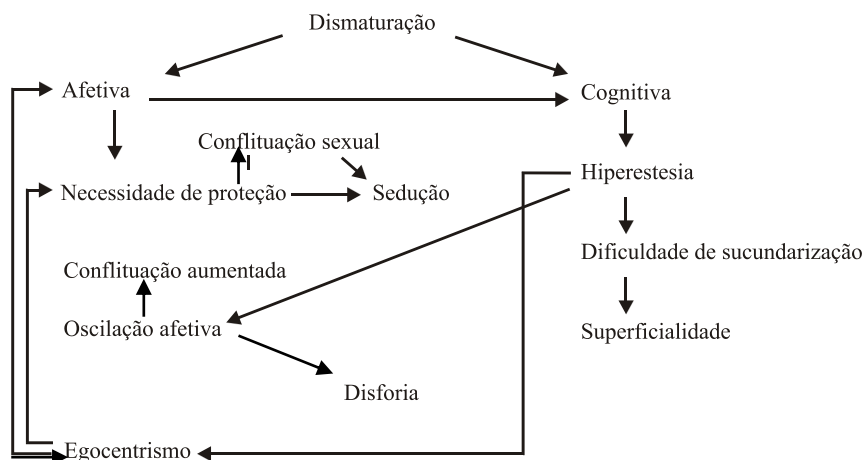 Dismaturação
Afetiva
Cognitiva
Conflituação sexual
Hiperestesia
Necessidade de proteção
Sedução
Dificuldade de sucundarização
Conflituação aumentada
Oscilação afetiva
Superficialidade
Disforia
Egocentrismo